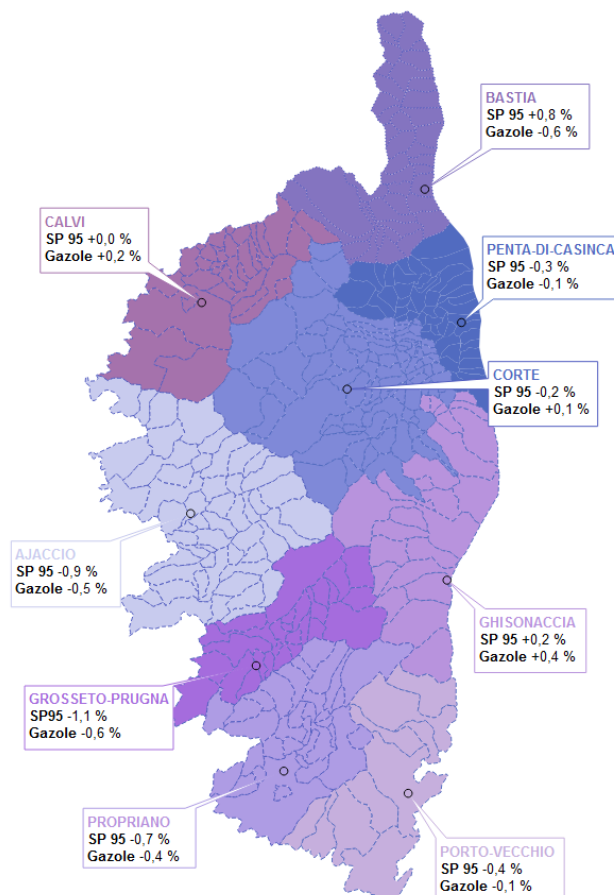 BASTIA
SP 95 +0,8 %
Gazole -0,6 %
CALVI
SP 95 +0,0 %
Gazole +0,2 %
PENTA-DI-CASINCA
SP 95 -0,3 %
Gazole -0,1 %
CORTE
SP 95 -0,2 %
Gazole +0,1 %
AJACCIO
SP 95 -0,9 %
Gazole -0,5 %
GHISONACCIA
SP 95 +0,2 %
Gazole +0,4 %
GROSSETO-PRUGNA
SP95 -1,1 %
Gazole -0,6 %
PROPRIANO
SP 95 -0,7 %
Gazole -0,4 %
PORTO-VECCHIO
SP 95 -0,4 %
Gazole -0,1 %